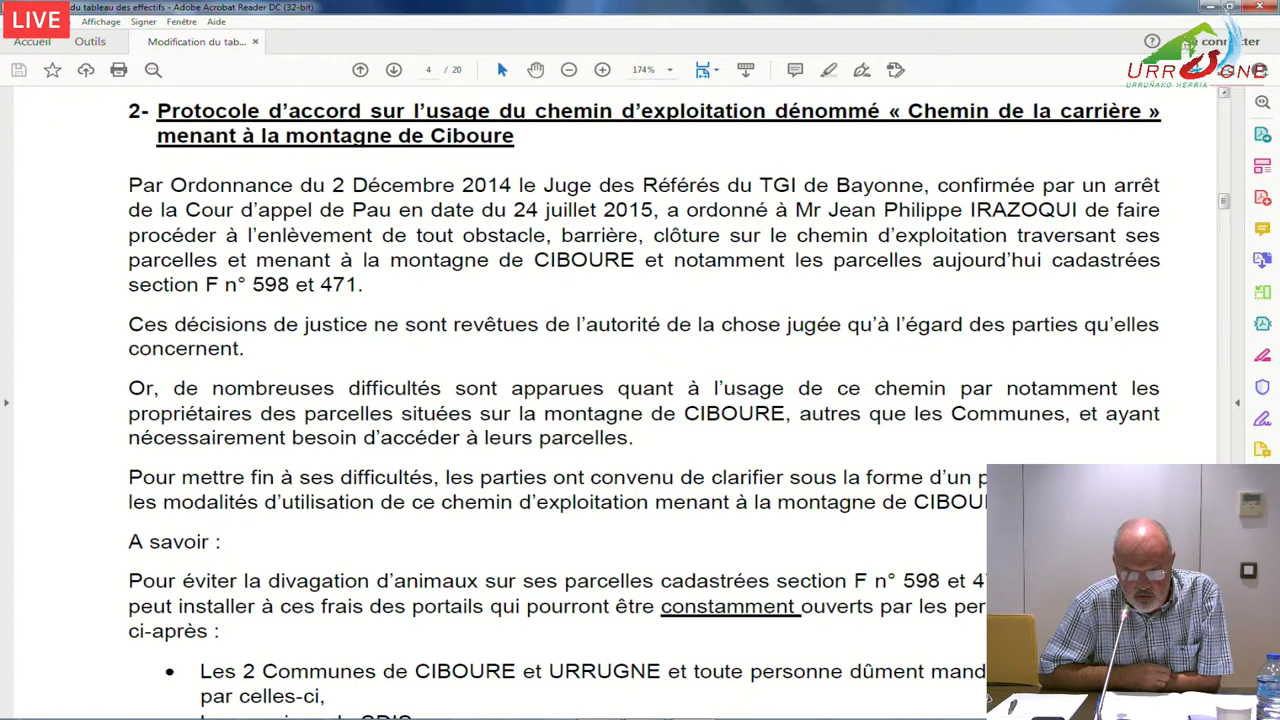 LIVE
du tableau des effectifs - Adobe Acrobat Reader DC (32-bit)
Affichage Signer Fenêtre Aide
Accueil Outils Modification du tab... ×
4 / 20 174%
URRUGNE
URRUÑAKO HERRIA
2- Protocole d'accord sur l'usage du chemin d'exploitation dénommé « Chemin de la carrière »
menant à la montagne de Ciboure
Par Ordonnance du 2 Décembre 2014 le Juge des Référés du TGI de Bayonne, confirmée par un arrêt
de la Cour d'appel de Pau en date du 24 juillet 2015, a ordonné à Mr Jean Philippe IRAZOQUI de faire
procéder à l'enlèvement de tout obstacle, barrière, clôture sur le chemin d'exploitation traversant ses
parcelles et menant à la montagne de CIBOURE et notamment les parcelles aujourd'hui cadastrées
section F n° 598 et 471.
Ces décisions de justice ne sont revêtues de l'autorité de la chose jugée qu'à l'égard des parties qu'elles
concernent.
Or, de nombreuses difficultés sont apparues quant à l'usage de ce chemin par notamment les
propriétaires des parcelles situées sur la montagne de CIBOURE, autres que les Communes, et ayant
nécessairement besoin d'accéder à leurs parcelles.
Pour mettre fin à ses difficultés, les parties ont convenu de clarifier sous la forme d'un p
les modalités d'utilisation de ce chemin d'exploitation menant à la montagne de CIBOU
A savoir :
Pour éviter la divagation d'animaux sur ses parcelles cadastrées section F n° 598 et 4
peut installer à ces frais des portails qui pourront être constamment ouverts par les per
ci-après :
• Les 2 Communes de CIBOURE et URRUGNE et toute personne dûment mand
par celles-ci,